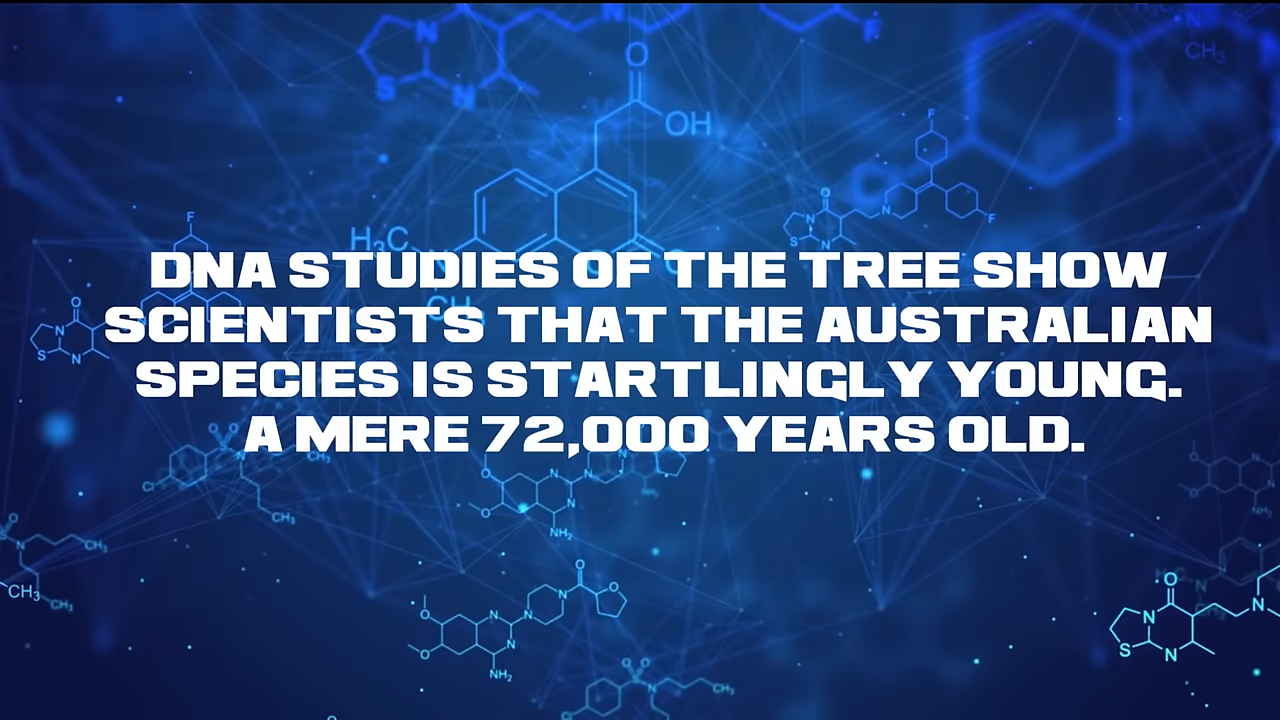 DNA STUDIES OF THE TREE SHOW
SCIENTISTS THAT THE AUSTRALIAN
SPECIES IS STARTLINGLY YOUNG.
A MERE 72,000 YEARS OLD.